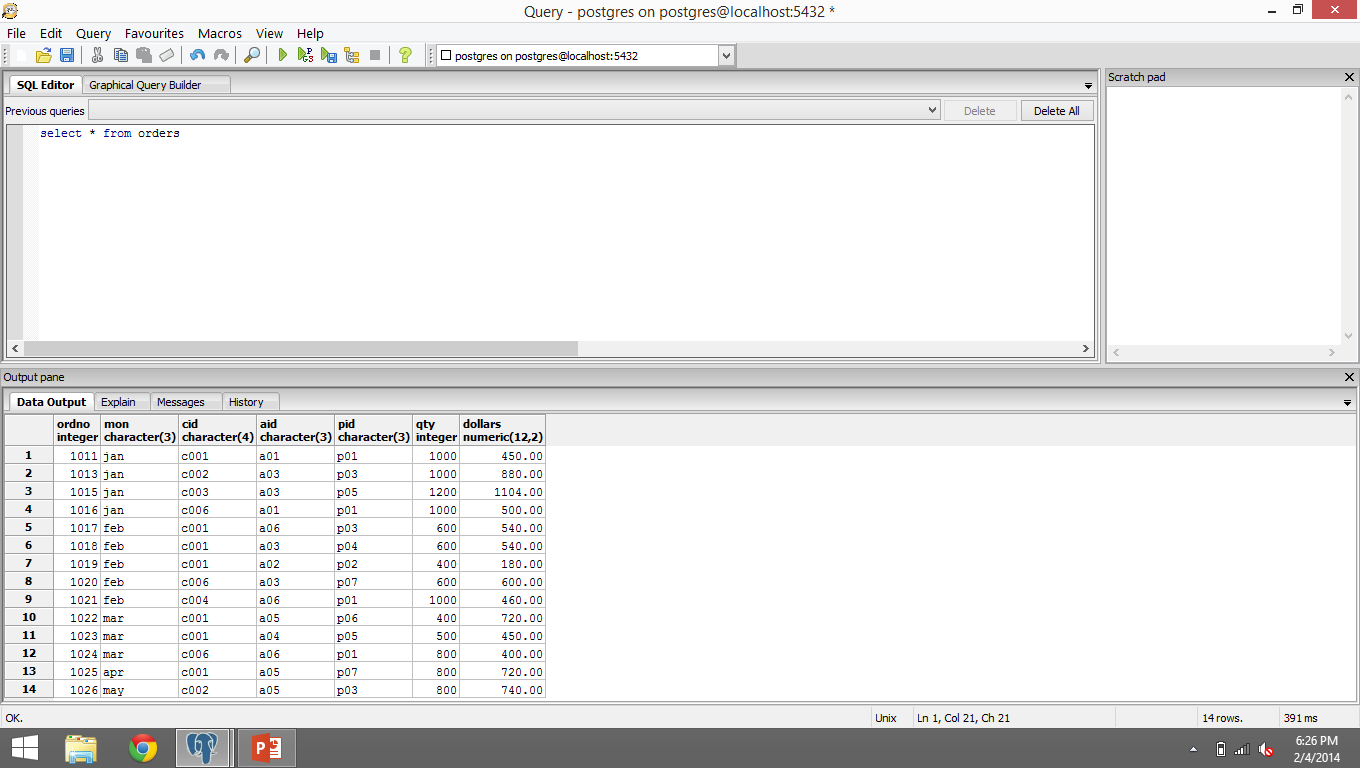 Query - postgres on postgres@localhost:5432 *
File Edit Query Favourites Macros View Help
postgres on postgres@localhost:5432
SQL Editor Graphical Query Builder
Previous queries Delete Delete All
select * from orders
Scratch pad
Output pane
Data Output Explain Messages History
ordno mon cid aid pid qty dollars
integer character(3) character(4) character(3) character(3) integer numeric(12,2)
1 1011 jan c001 a01 p01 1000 450.00
2 1013 jan c002 a03 p03 1000 880.00
3 1015 jan c003 a03 p05 1200 1104.00
4 1016 jan c006 a01 p01 1000 500.00
5 1017 feb c001 a06 p03 600 540.00
6 1018 feb c001 a03 p04 600 540.00
7 1019 feb c001 a02 p02 400 180.00
8 1020 feb c006 a03 p07 600 600.00
9 1021 feb c004 a06 p01 1000 460.00
10 1022 mar c001 a05 p06 400 720.00
11 1023 mar c001 a04 p05 500 450.00
12 1024 mar c006 a06 p01 800 400.00
13 1025 apr c001 a05 p07 800 720.00
14 1026 may c002 a05 p03 800 740.00
OK. Unix Ln 1, Col 21, Ch 21 14 rows. 391 ms
6:26 PM
2/4/2014